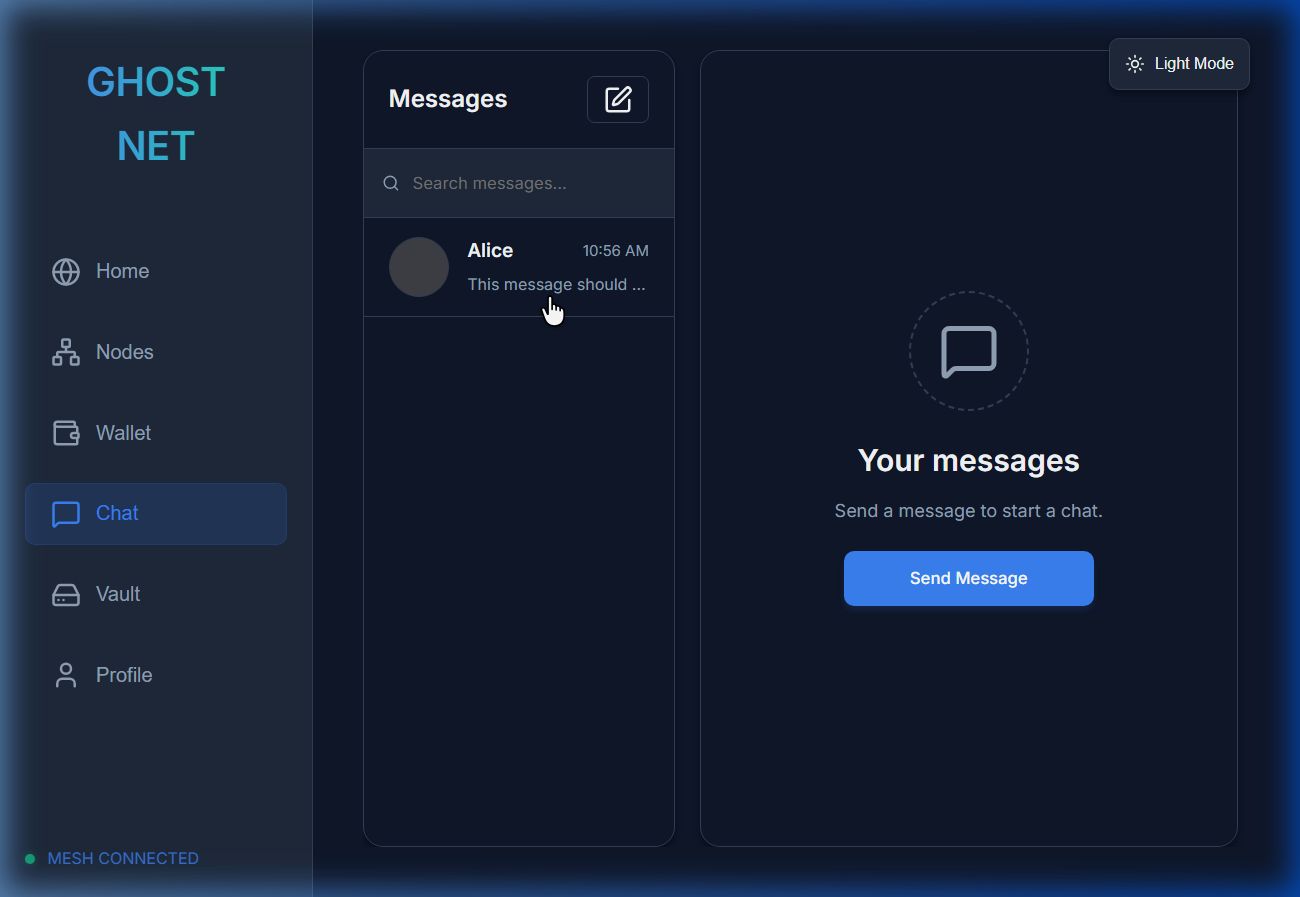 GHOST
NET
Home
Nodes
Wallet
Chat
Vault
Profile
MESH CONNECTED
Messages
Search messages...
Alice
10:56 AM
This message should ...
Light Mode
Your messages
Send a message to start a chat.
Send Message